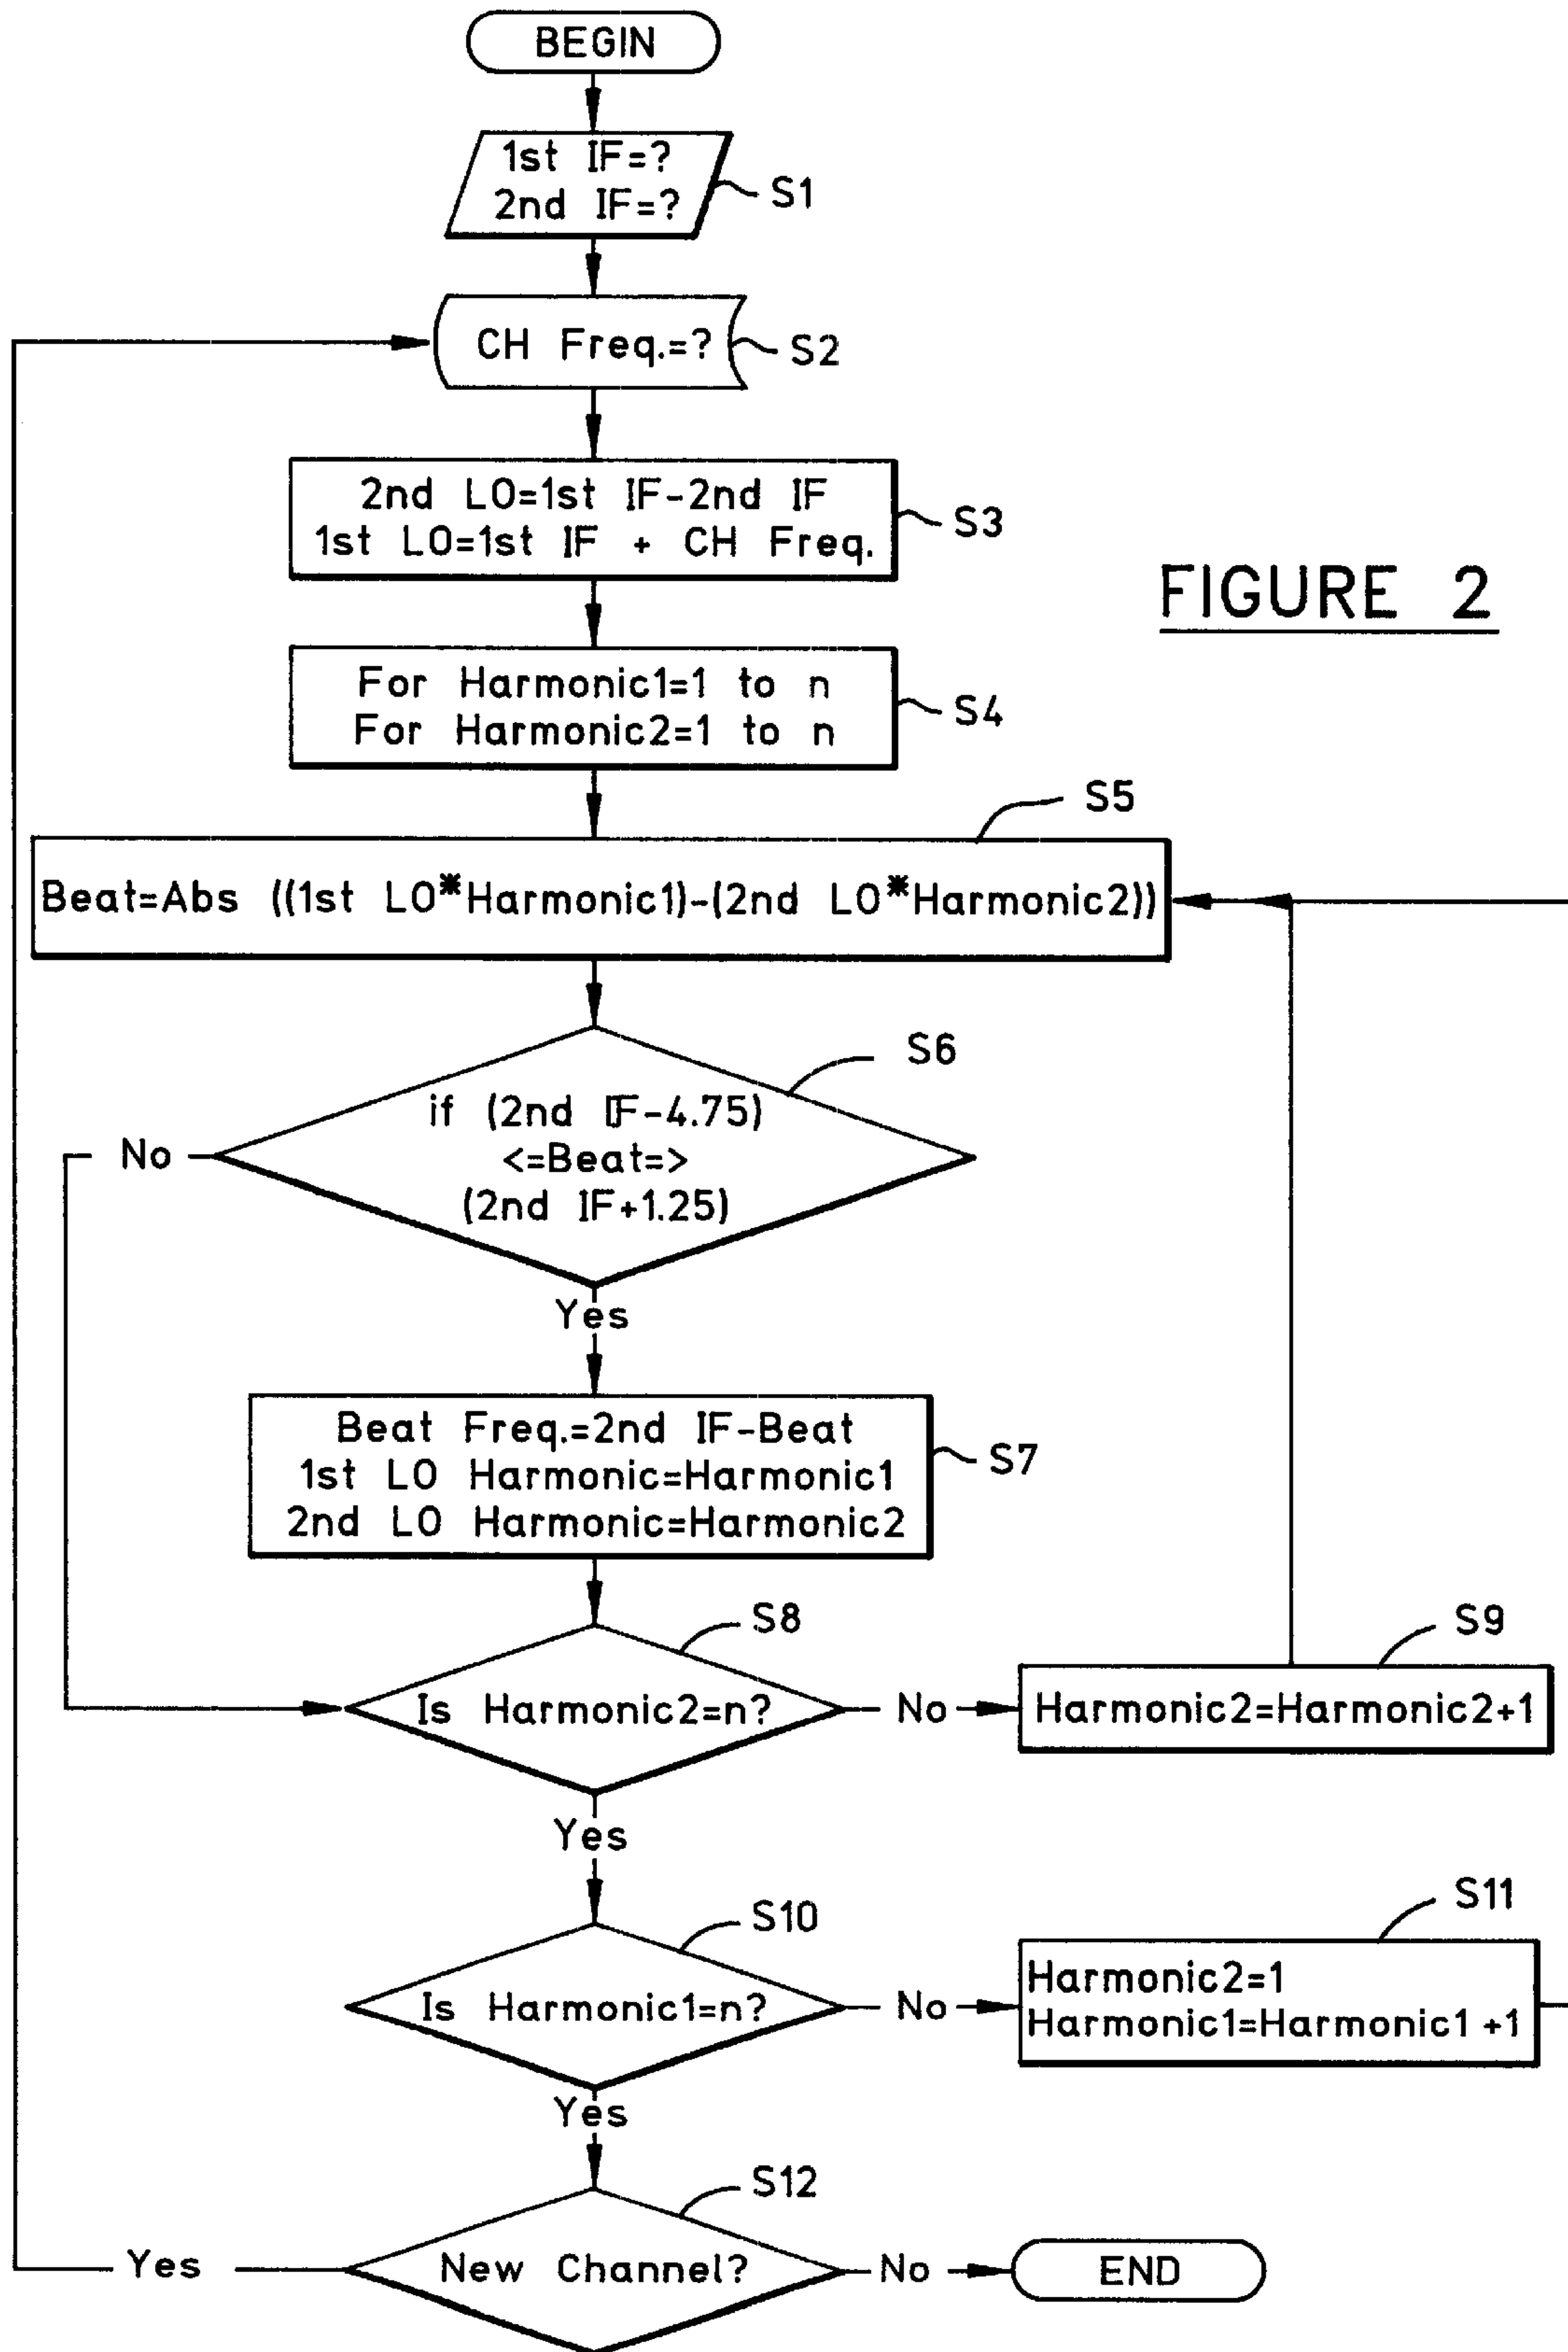 BEGIN
1st IF=?
2nd IF=?
S1
CH Freq.=?
S2
2nd LO=1st IF-2nd IF
1st LO=1st IF + CH Freq.
S3
FIGURE 2
For Harmonic1=1 to n
For Harmonic2=1 to n
S4
S5
Beat=Abs ((1st LO*Harmonic1)-(2nd LO*Harmonic2))
S6
if (2nd IF-4.75)
<=Beat=>
(2nd IF+1.25)
No
Yes
Beat Freq.=2nd IF-Beat
1st LO Harmonic=Harmonic1
2nd LO Harmonic=Harmonic2
S7
S8
Is Harmonic2=n?
No
S9
Harmonic2=Harmonic2+1
Yes
S10
Is Harmonic1=n?
No
S11
Harmonic2=1
Harmonic1=Harmonic1 +1
Yes
S12
New Channel?
Yes
No
END